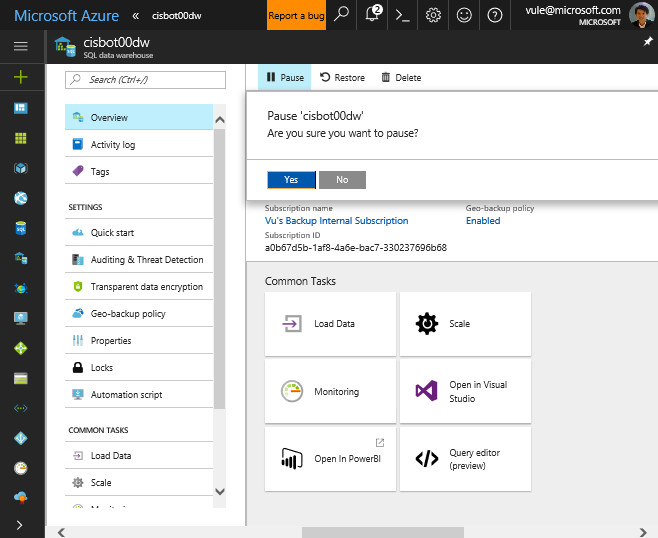 Microsoft Azure « cisbot00dw
Report a bug
2
vule@microsoft.com
MICROSOFT
cisbot00dw
SQL data warehouse
Search (Ctrl+/)
Overview
Activity log
Tags
SETTINGS
Quick start
Auditing & Threat Detection
Transparent data encryption
Geo-backup policy
Properties
Locks
Automation script
COMMON TASKS
Load Data
Scale
Pause
Restore
Delete
Pause 'cisbot00dw'
Are you sure you want to pause?
Yes
No
Subscription name
Vu's Backup Internal Subscription
Subscription ID
a0b67d5b-1af8-4a6e-bac7-330237696b68
Geo-backup policy
Enabled
Common Tasks
Load Data
Scale
Monitoring
Open in Visual
Studio
Open In PowerBI
Query editor
(preview)